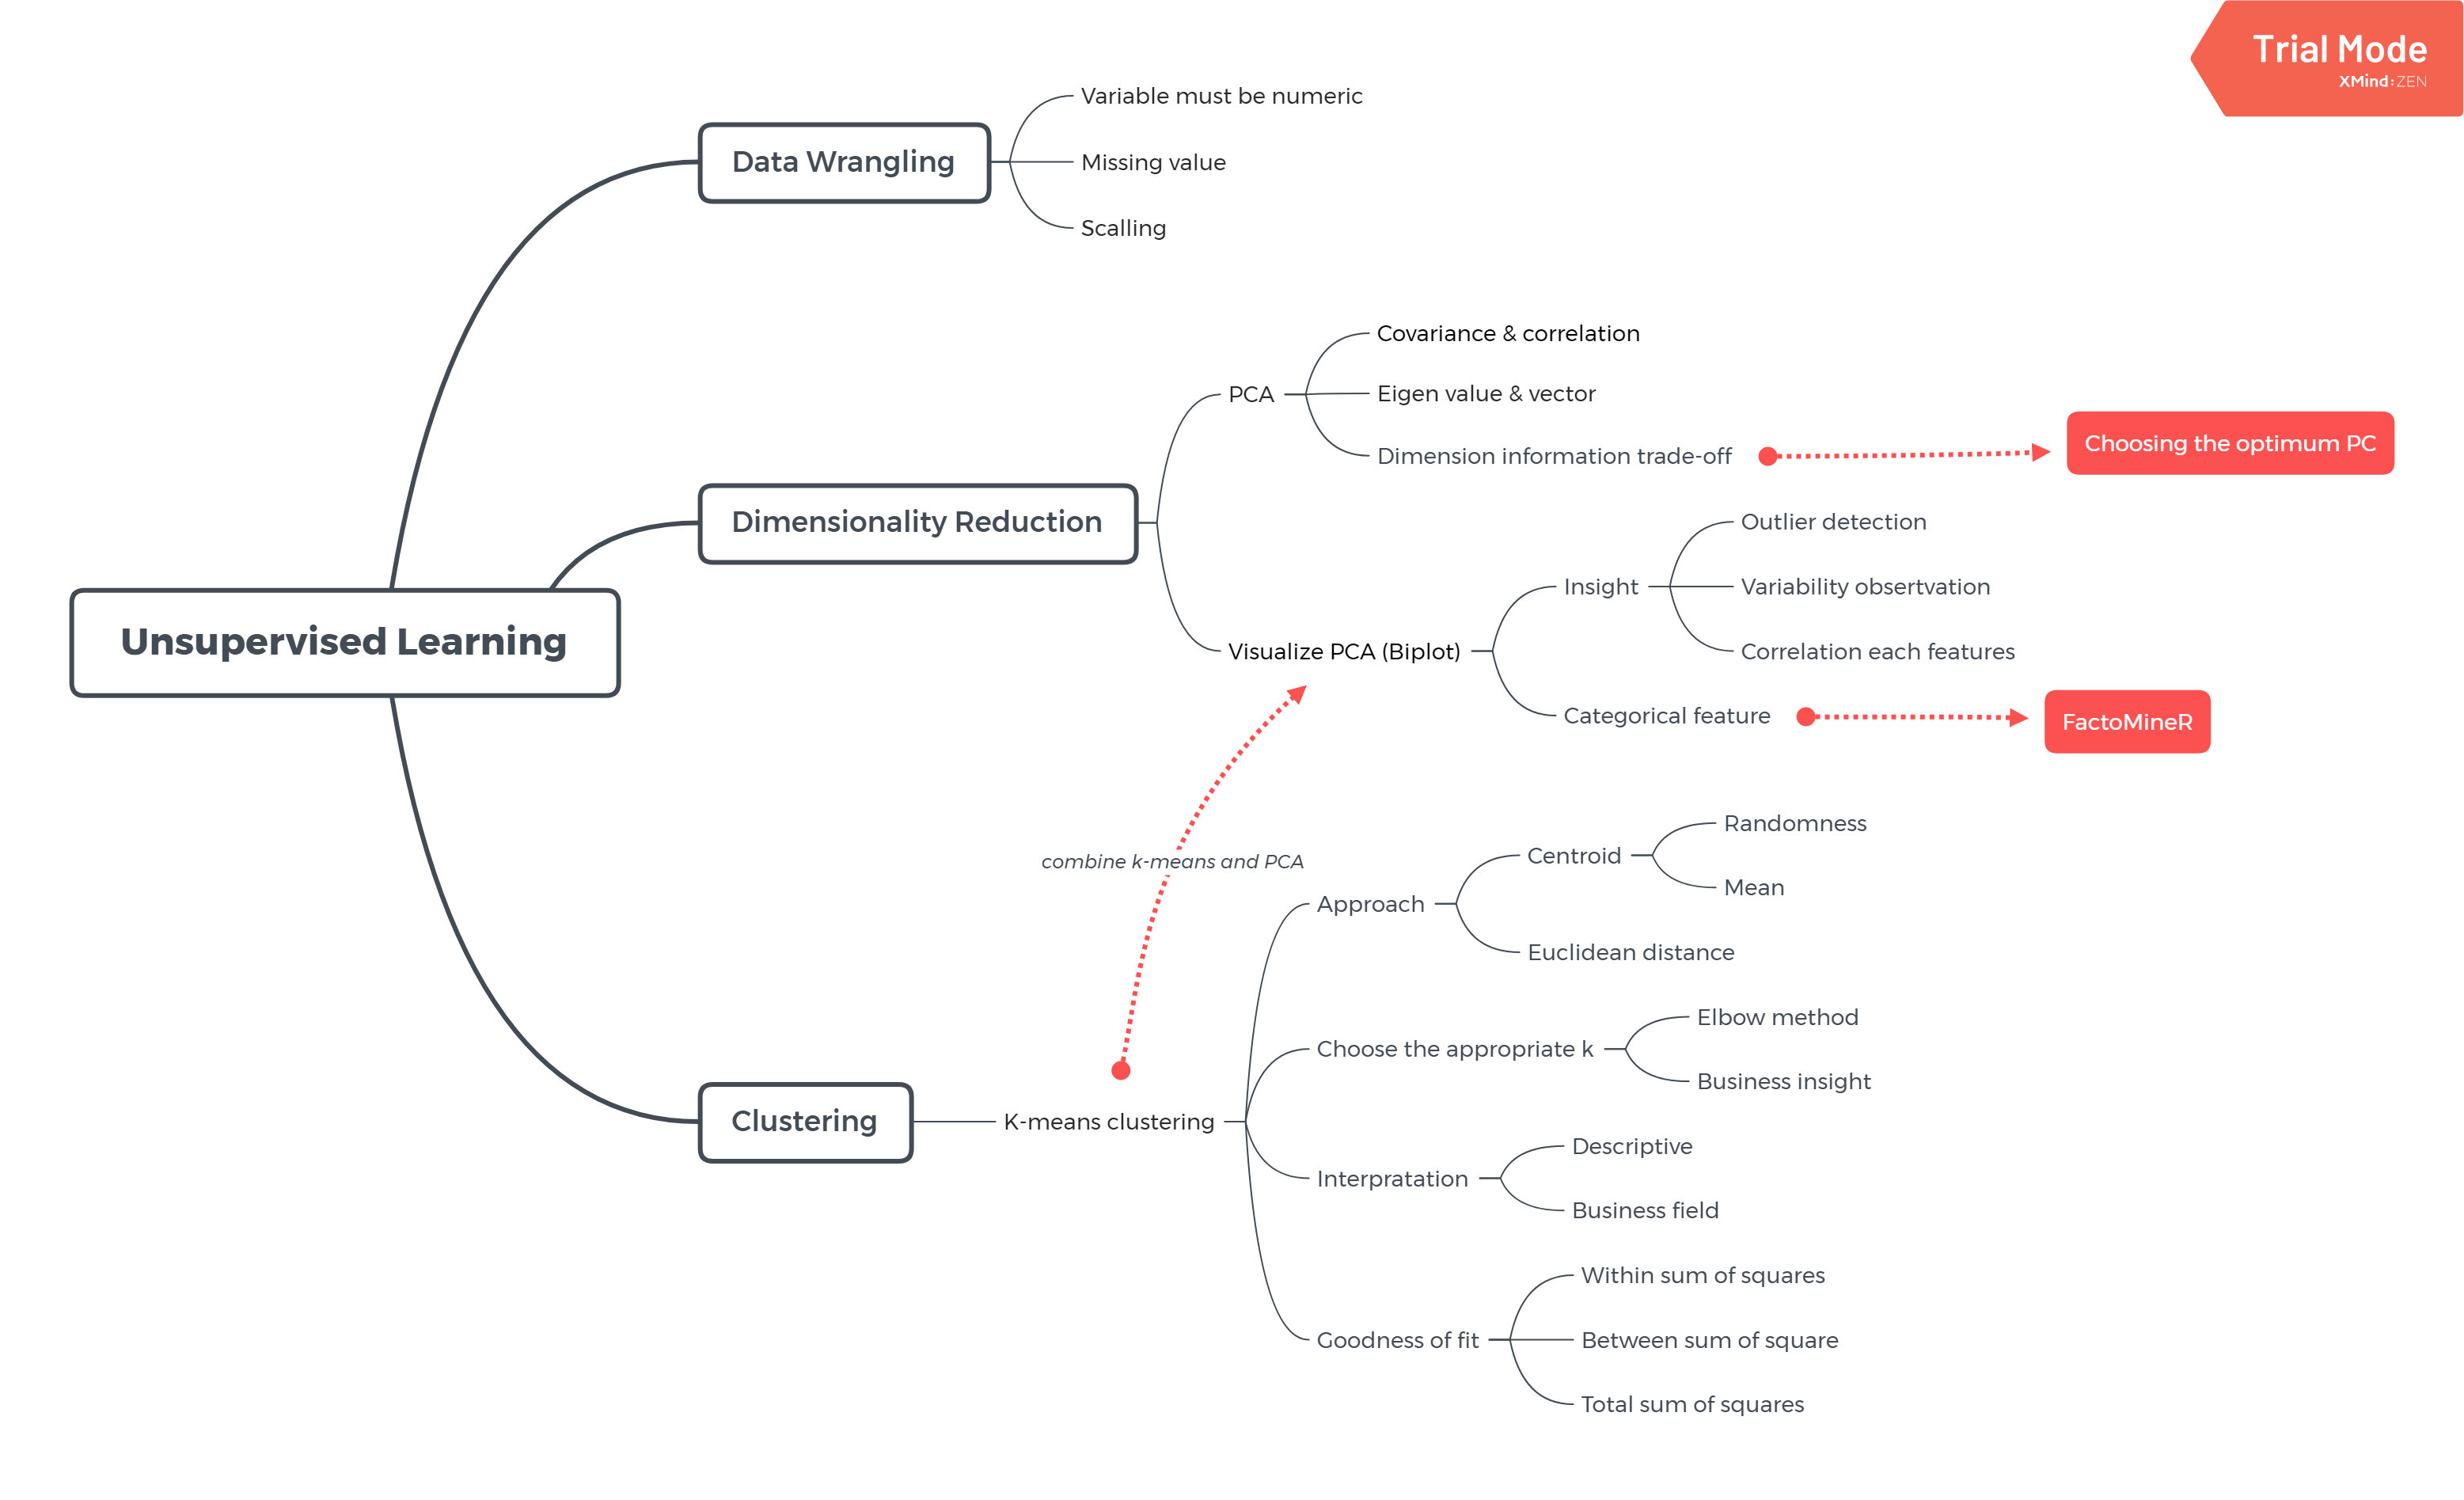 Trial Mode
XMind:ZEN
Variable must be numeric
Data Wrangling
Missing value
Scalling
Covariance & correlation
PCA
Eigen value & vector
Dimension information trade-off
Choosing the optimum PC
Dimensionality Reduction
Outlier detection
Insight
Variability obsertvation
Unsupervised Learning
Visualize PCA (Biplot)
Correlation each features
Categorical feature
FactoMineR
Randomness
combine k-means and PCA
Centroid
Mean
Approach
Euclidean distance
Elbow method
Choose the appropriate k
Business insight
Clustering
K-means clustering
Descriptive
Interpratation
Business field
Within sum of squares
Goodness of fit
Between sum of square
Total sum of squares